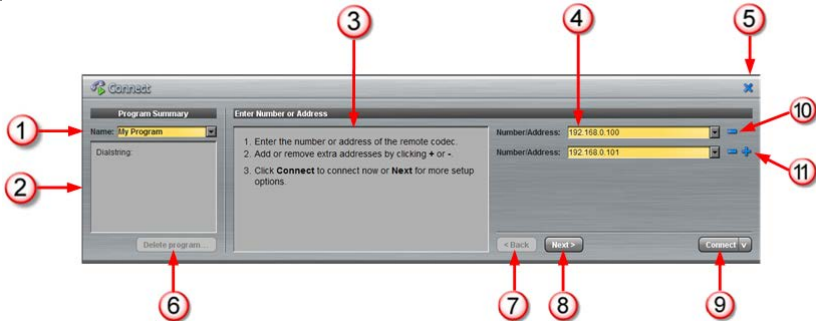 3
4
5
Connect
Program Summary
Enter Number or Address
1
Name: My Program
Number/Address: 192.168.0.100
10
1. Enter the number or address of the remote codec.
2. Add or remove extra addresses by clicking + or -.
3. Click Connect to connect now or Next for more setup
options.
Dialstring:
Number/Address: 192.168.0.101
11
2
Delete program...
< Back
Next >
Connect v
6
7
8
9